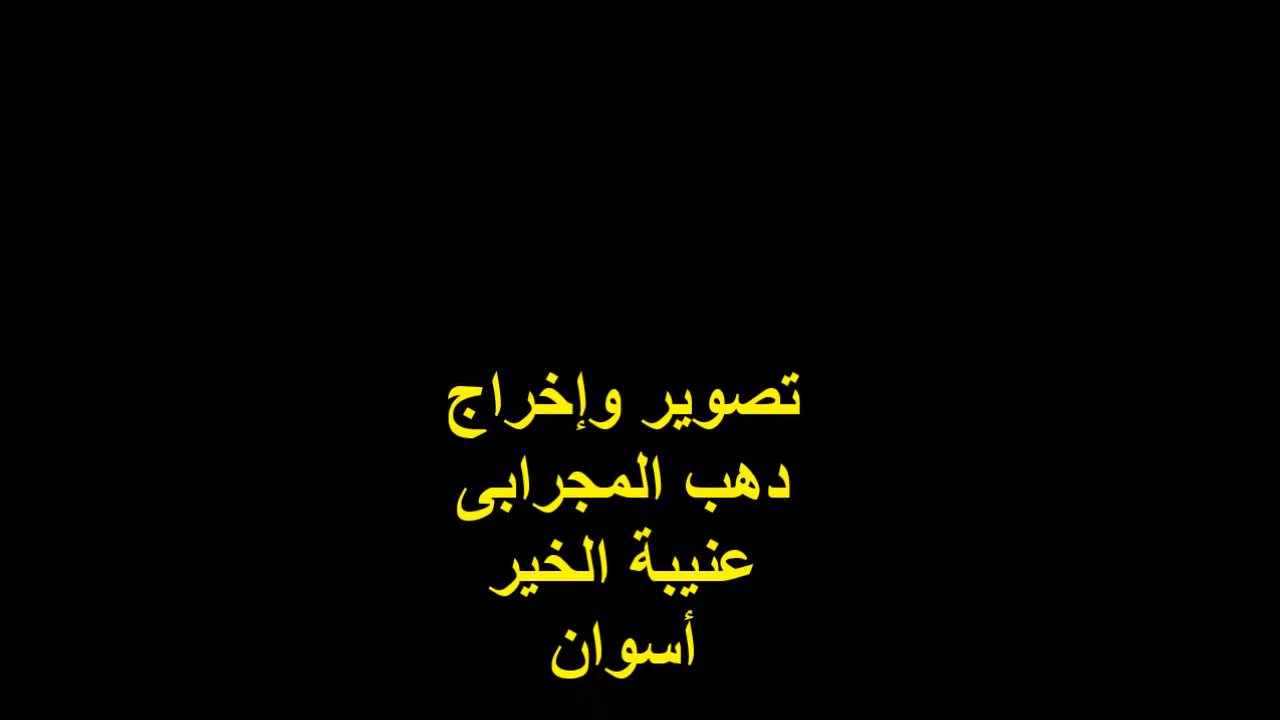 تصوير وإخراج
دهب المجرابى
عنيبة الخير
أسوان